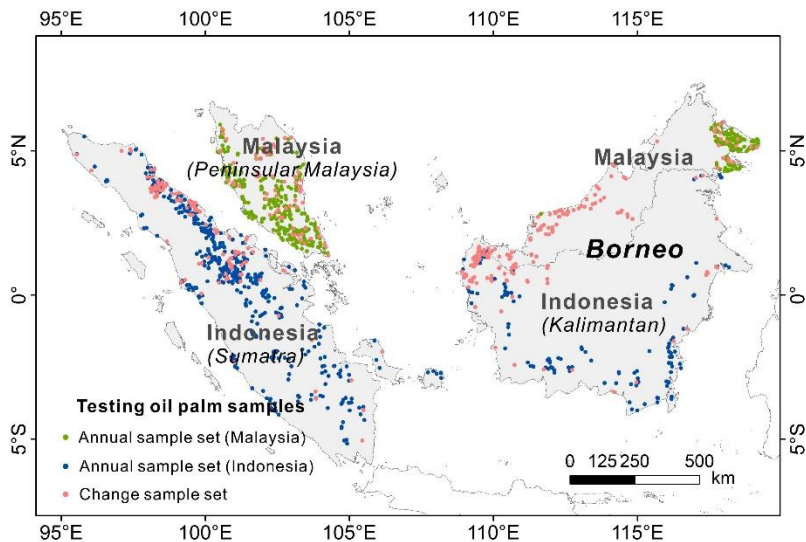 95°E 100°E 105°E 110°E 115°E
5°N 5°N
Malaysia
(Peninsular Malaysia)
Malaysia
Borneo
0° 0°
Indonesia
(Sumatra)
Indonesia
(Kalimantan)
5°S 5°S
Testing oil palm samples
Annual sample set (Malaysia)
Annual sample set (Indonesia)
Change sample set
0 125 250 500
km
95°E 100°E 105°E 110°E 115°E